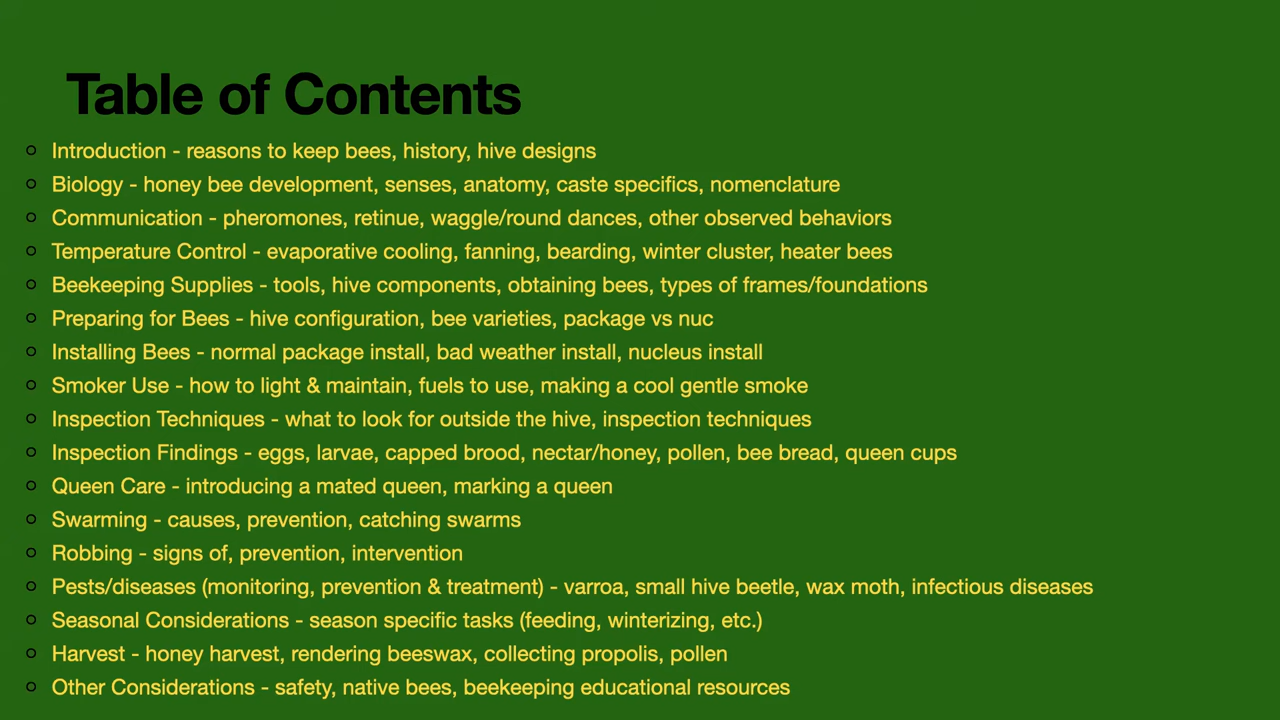 Table of Contents
Introduction - reasons to keep bees, history, hive designs
Biology - honey bee development, senses, anatomy, caste specifics, nomenclature
Communication - pheromones, retinue, waggle/round dances, other observed behaviors
Temperature Control - evaporative cooling, fanning, bearding, winter cluster, heater bees
Beekeeping Supplies - tools, hive components, obtaining bees, types of frames/foundations
Preparing for Bees - hive configuration, bee varieties, package vs nuc
Installing Bees - normal package install, bad weather install, nucleus install
Smoker Use - how to light & maintain, fuels to use, making a cool gentle smoke
Inspection Techniques - what to look for outside the hive, inspection techniques
Inspection Findings - eggs, larvae, capped brood, nectar/honey, pollen, bee bread, queen cups
Queen Care - introducing a mated queen, marking a queen
Swarming - causes, prevention, catching swarms
Robbing - signs of, prevention, intervention
Pests/diseases (monitoring, prevention & treatment) - varroa, small hive beetle, wax moth, infectious diseases
Seasonal Considerations - season specific tasks (feeding, winterizing, etc.)
Harvest - honey harvest, rendering beeswax, collecting propolis, pollen
Other Considerations - safety, native bees, beekeeping educational resources